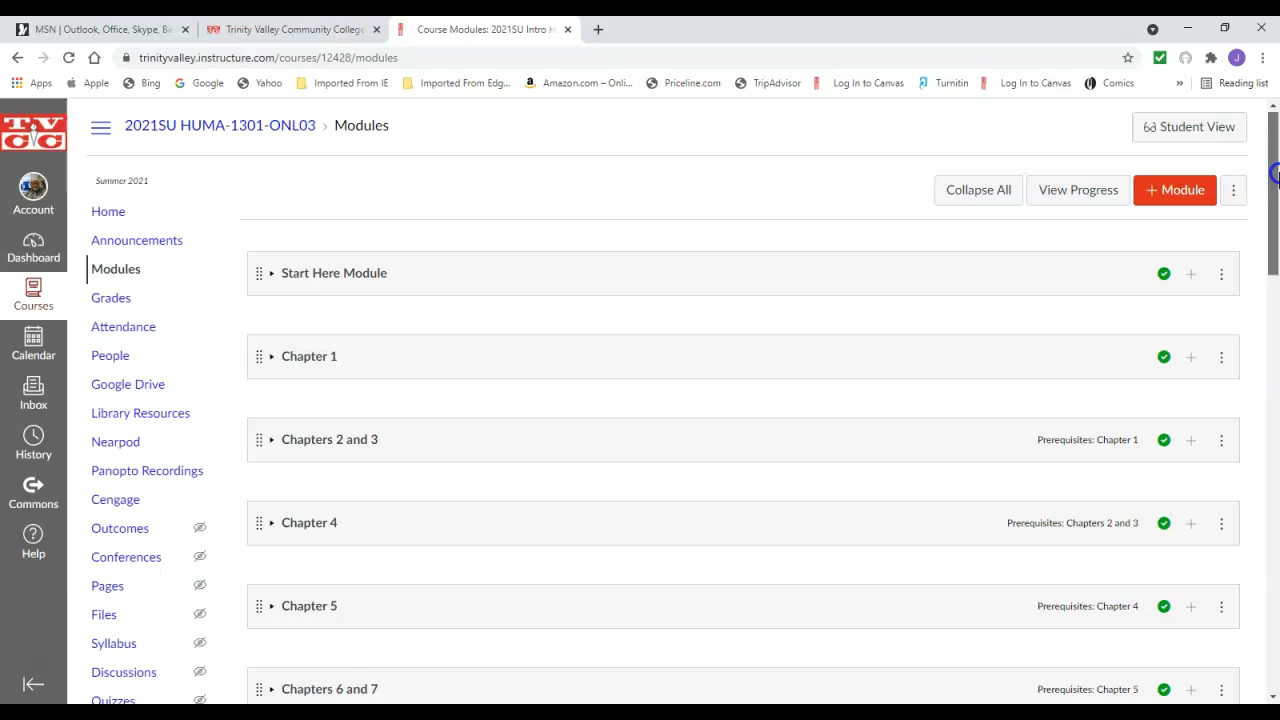 MSN | Outlook, Office, Skype, Bin
Trinity Valley Community College
Course Modules: 2021SU Intro H
trinityvalley.instructure.com/courses/12428/modules
Apps Apple Bing Google Yahoo Imported From IE Imported From Edg... Amazon.com – Onli... Priceline.com TripAdvisor Log In to Canvas Turnitin Log In to Canvas Comics » Reading list
J
TVCC
2021SU HUMA-1301-ONL03 › Modules
Student View
Summer 2021
Collapse All
View Progress
+ Module
Account
Dashboard
Courses
Calendar
Inbox
History
Commons
Help
Home
Announcements
Modules
Grades
Attendance
People
Google Drive
Library Resources
Nearpod
Panopto Recordings
Cengage
Outcomes
Conferences
Pages
Files
Syllabus
Discussions
Quizzes
Start Here Module
Chapter 1
Chapters 2 and 3 Prerequisites: Chapter 1
Chapter 4 Prerequisites: Chapters 2 and 3
Chapter 5 Prerequisites: Chapter 4
Chapters 6 and 7 Prerequisites: Chapter 5